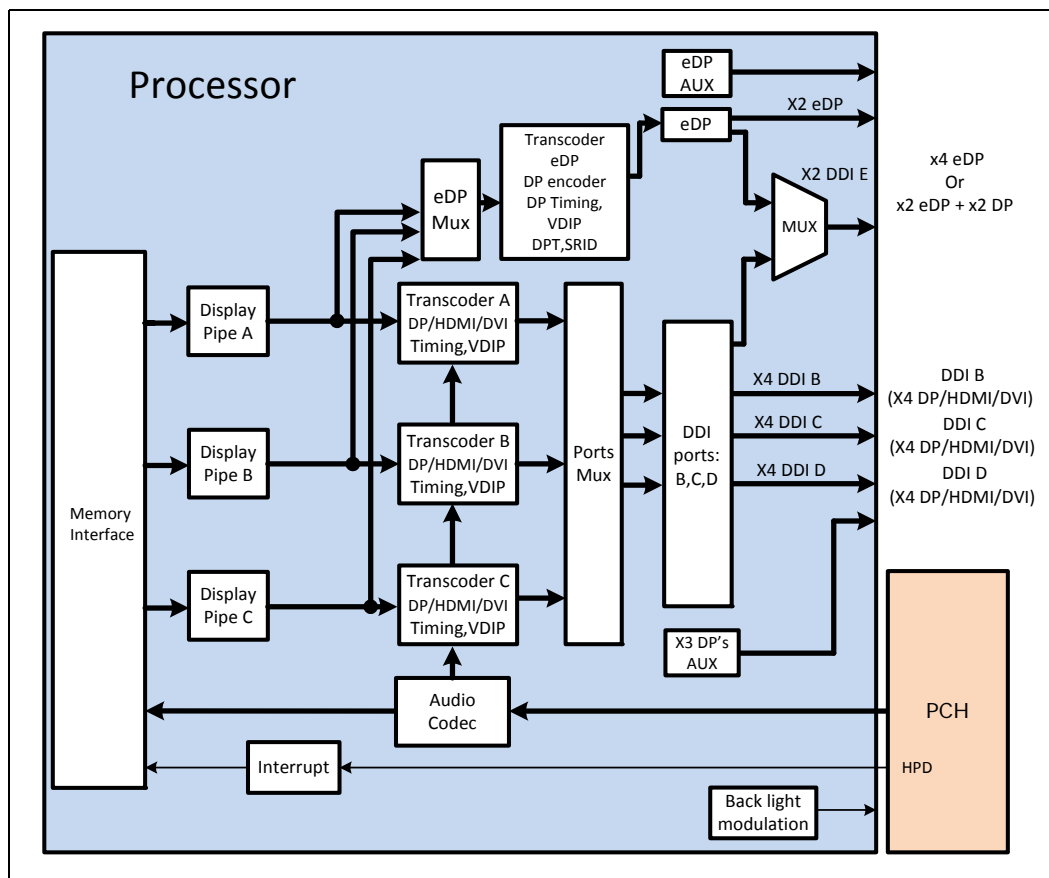 Processor
eDP
AUX
X2 eDP
eDP
Transcoder
eDP
DP encoder
DP Timing,
VDIP
DPT,SRID
eDP
Mux
X2 DDI E
MUX
x4 eDP
Or
x2 eDP + x2 DP
Memory
Interface
Display
Pipe A
Transcoder A
DP/HDMI/DVI
Timing,VDIP
Display
Pipe B
Transcoder B
DP/HDMI/DVI
Timing,VDIP
Display
Pipe C
Transcoder C
DP/HDMI/DVI
Timing,VDIP
Ports
Mux
DDI
ports:
B,C,D
X4 DDI B
X4 DDI C
X4 DDI D
DDI B
(X4 DP/HDMI/DVI)
DDI C
(X4 DP/HDMI/DVI)
DDI D
(X4 DP/HDMI/DVI)
X3 DP's
AUX
Audio
Codec
PCH
Interrupt
HPD
Back light
modulation